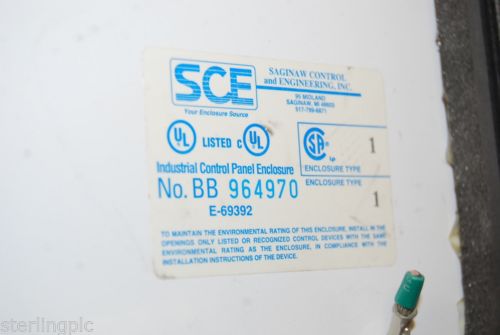 SCE
Your Enclosure Source
SAGINAW CONTROL
and ENGINEERING, INC.
95 MIDLAND
SAGINAW, MI 48603
517-799-6871
UL LISTED C UL
Industrial Control Panel Enclosure
No. BB 964970
E-69392
SA
ENCLOSURE TYPE
1
ENCLOSURE TYPE
1
TO MAINTAIN THE ENVIRONMENTAL RATING OF THIS ENCLOSURE, INSTALL IN THE
OPENINGS ONLY LISTED OR RECOGNIZED CONTROL DEVICES WITH THE SAME
ENVIRONMENTAL RATING AS THE ENCLOSURE, IN COMPLIANCE WITH THE
INSTALLATION INSTRUCTIONS OF THE DEVICE.
sterlingplc